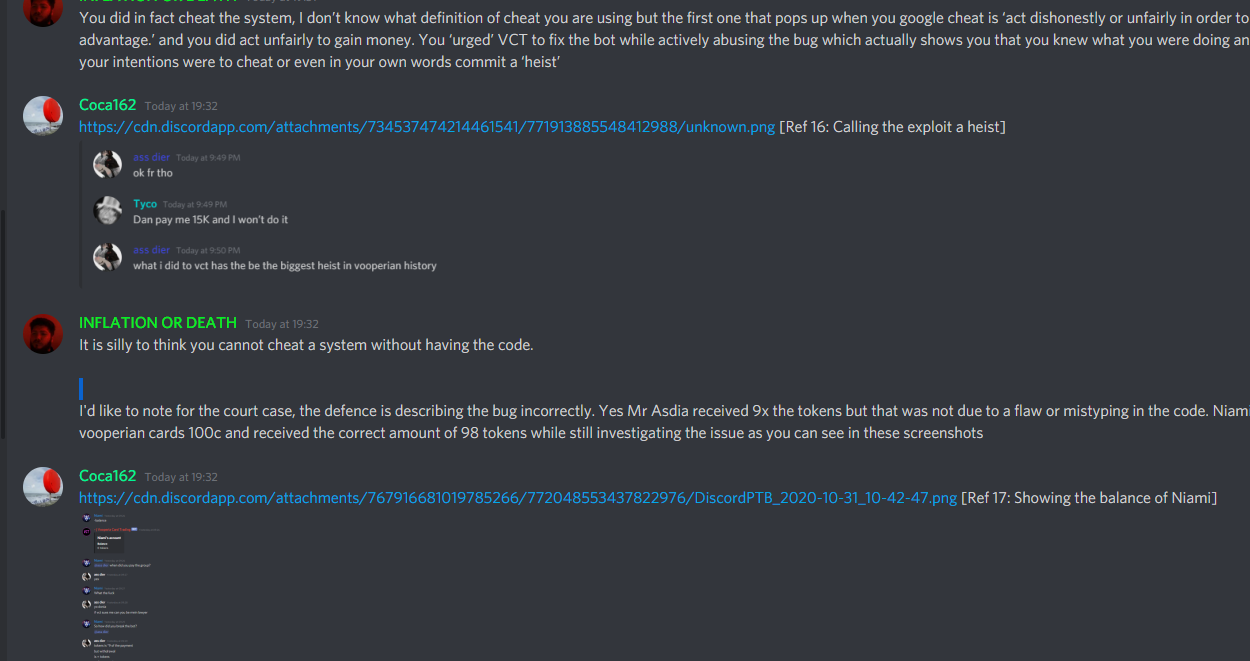 You did in fact cheat the system, I don't know what definition of cheat you are using but the first one that pops up when you google cheat is 'act dishonestly or unfairly in order to
advantage.' and you did act unfairly to gain money. You 'urged' VCT to fix the bot while actively abusing the bug which actually shows you that you knew what you were doing an
your intentions were to cheat or even in your own words commit a 'heist'
Coca162 Today at 19:32
https://cdn.discordapp.com/attachments/734537474214461541/771913885548412988/unknown.png [Ref 16: Calling the exploit a heist]
ass dier Today at 9:49 PM
ok fr tho
Tyco Today at 9:49 PM
Dan pay me 15K and I won't do it
ass dier Today at 9:50 PM
what i did to vct has the be the biggest heist in vooperian history
INFLATION OR DEATH Today at 19:32
It is silly to think you cannot cheat a system without having the code.
I'd like to note for the court case, the defence is describing the bug incorrectly. Yes Mr Asdia received 9x the tokens but that was not due to a flaw or mistyping in the code. Niami
vooperian cards 100c and received the correct amount of 98 tokens while still investigating the issue as you can see in these screenshots
Coca162 Today at 19:32
https://cdn.discordapp.com/attachments/767916681019785266/772048553437822976/DiscordPTB_2020-10-31_10-42-47.png [Ref 17: Showing the balance of Niami]